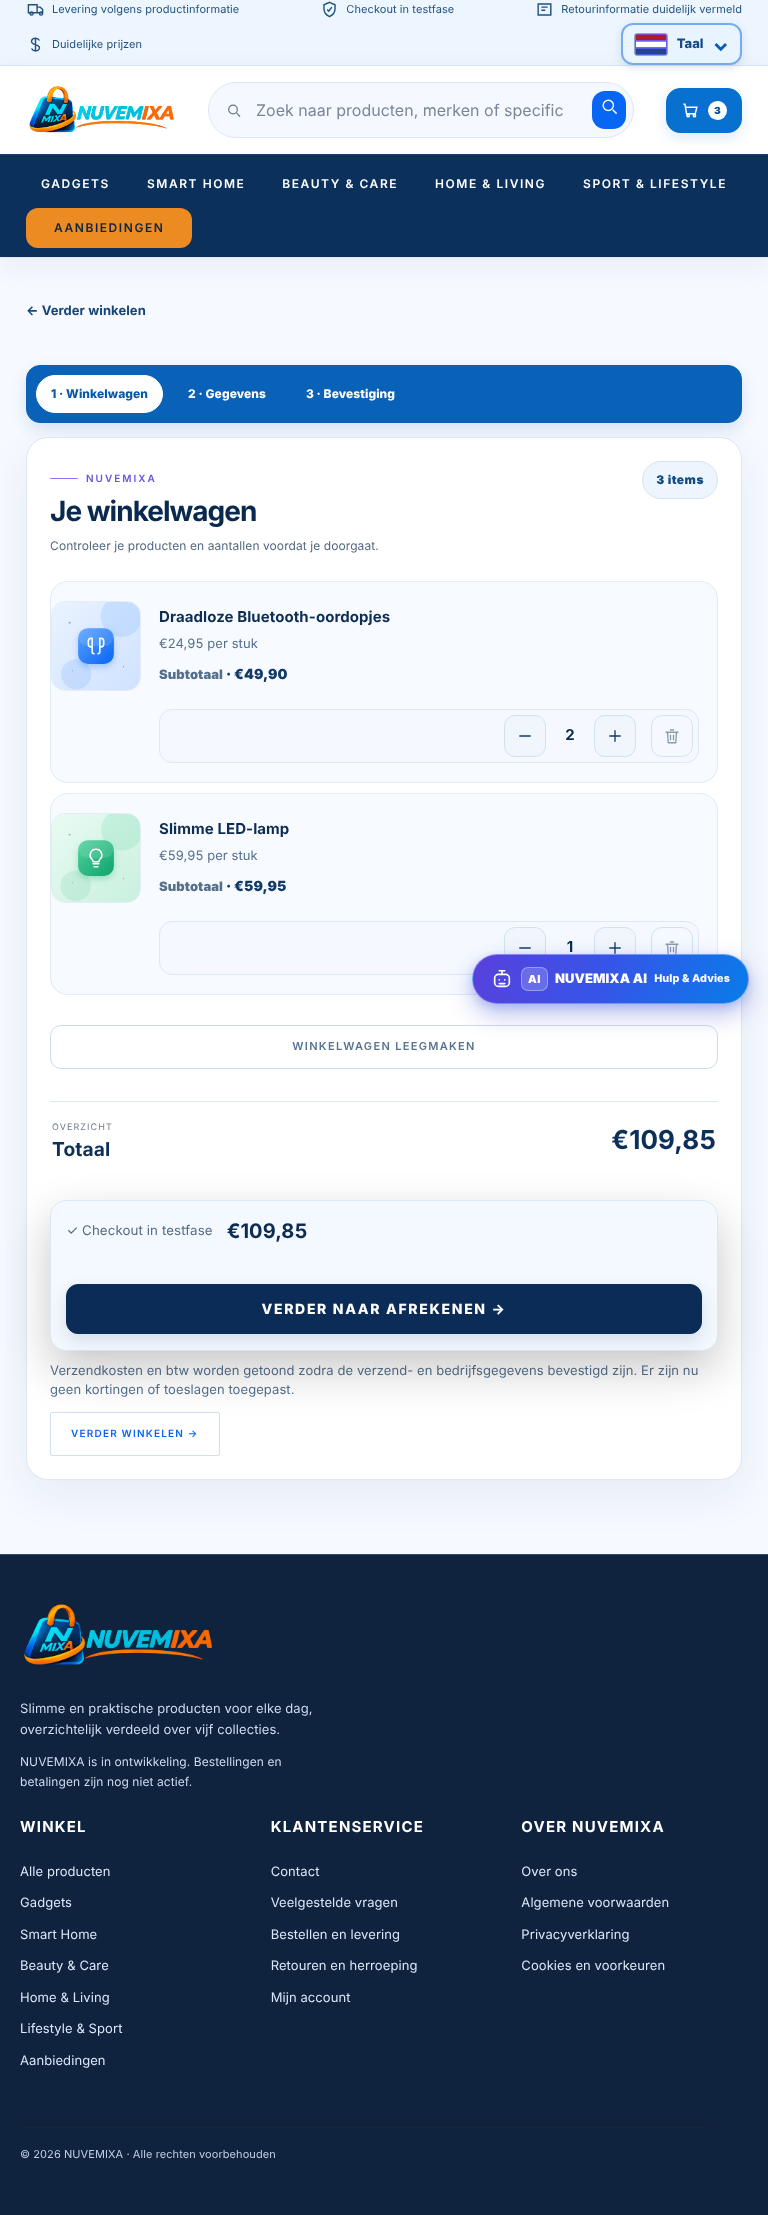 Levering volgens productinformatie
Checkout in testfase
Retourinformatie duidelijk vermeld
Duidelijke prijzen
Taal
MIXA NUVEMIXA
Zoek naar producten, merken of specific
3
GADGETS
SMART HOME
BEAUTY & CARE
HOME & LIVING
SPORT & LIFESTYLE
AANBIEDINGEN
← Verder winkelen
1 · Winkelwagen
2 · Gegevens
3 · Bevestiging
NUVEMIXA
3 items
Je winkelwagen
Controleer je producten en aantallen voordat je doorgaat.
Draadloze Bluetooth-oordopjes
€24,95 per stuk
Subtotaal · €49,90
− 2 +
Slimme LED-lamp
€59,95 per stuk
Subtotaal · €59,95
− 1 +
AI NUVEMIXA AI Hulp & Advies
WINKELWAGEN LEEGMAKEN
OVERZICHT
Totaal
€109,85
✓ Checkout in testfase €109,85
VERDER NAAR AFREKENEN →
Verzendkosten en btw worden getoond zodra de verzend- en bedrijfsgegevens bevestigd zijn. Er zijn nu
geen kortingen of toeslagen toegepast.
VERDER WINKELEN →
N MIXA NUVEMIXA
Slimme en praktische producten voor elke dag,
overzichtelijk verdeeld over vijf collecties.
NUVEMIXA is in ontwikkeling. Bestellingen en
betalingen zijn nog niet actief.
WINKEL
Alle producten
Gadgets
Smart Home
Beauty & Care
Home & Living
Lifestyle & Sport
Aanbiedingen
KLANTENSERVICE
Contact
Veelgestelde vragen
Bestellen en levering
Retouren en herroeping
Mijn account
OVER NUVEMIXA
Over ons
Algemene voorwaarden
Privacyverklaring
Cookies en voorkeuren
© 2026 NUVEMIXA · Alle rechten voorbehouden